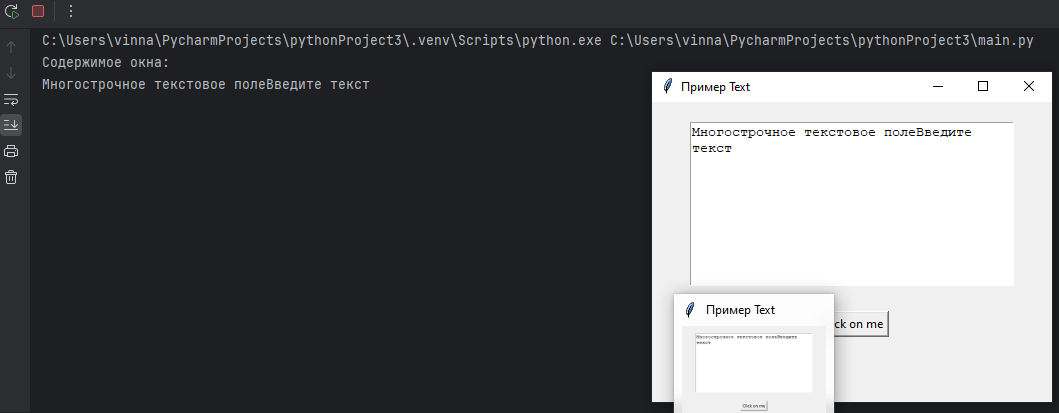 C:\Users\vinna\PycharmProjects\pythonProject3\.venv\Scripts\python.exe C:\Users\vinna\PycharmProjects\pythonProject3\main.py
Содержимое окна:
Многострочное текстовое полеВведите текст
Пример Text
Многострочное текстовое полеВведите
текст
ck on me
Пример Text
Многострочное текстовое полеВведите
текст
Click on me